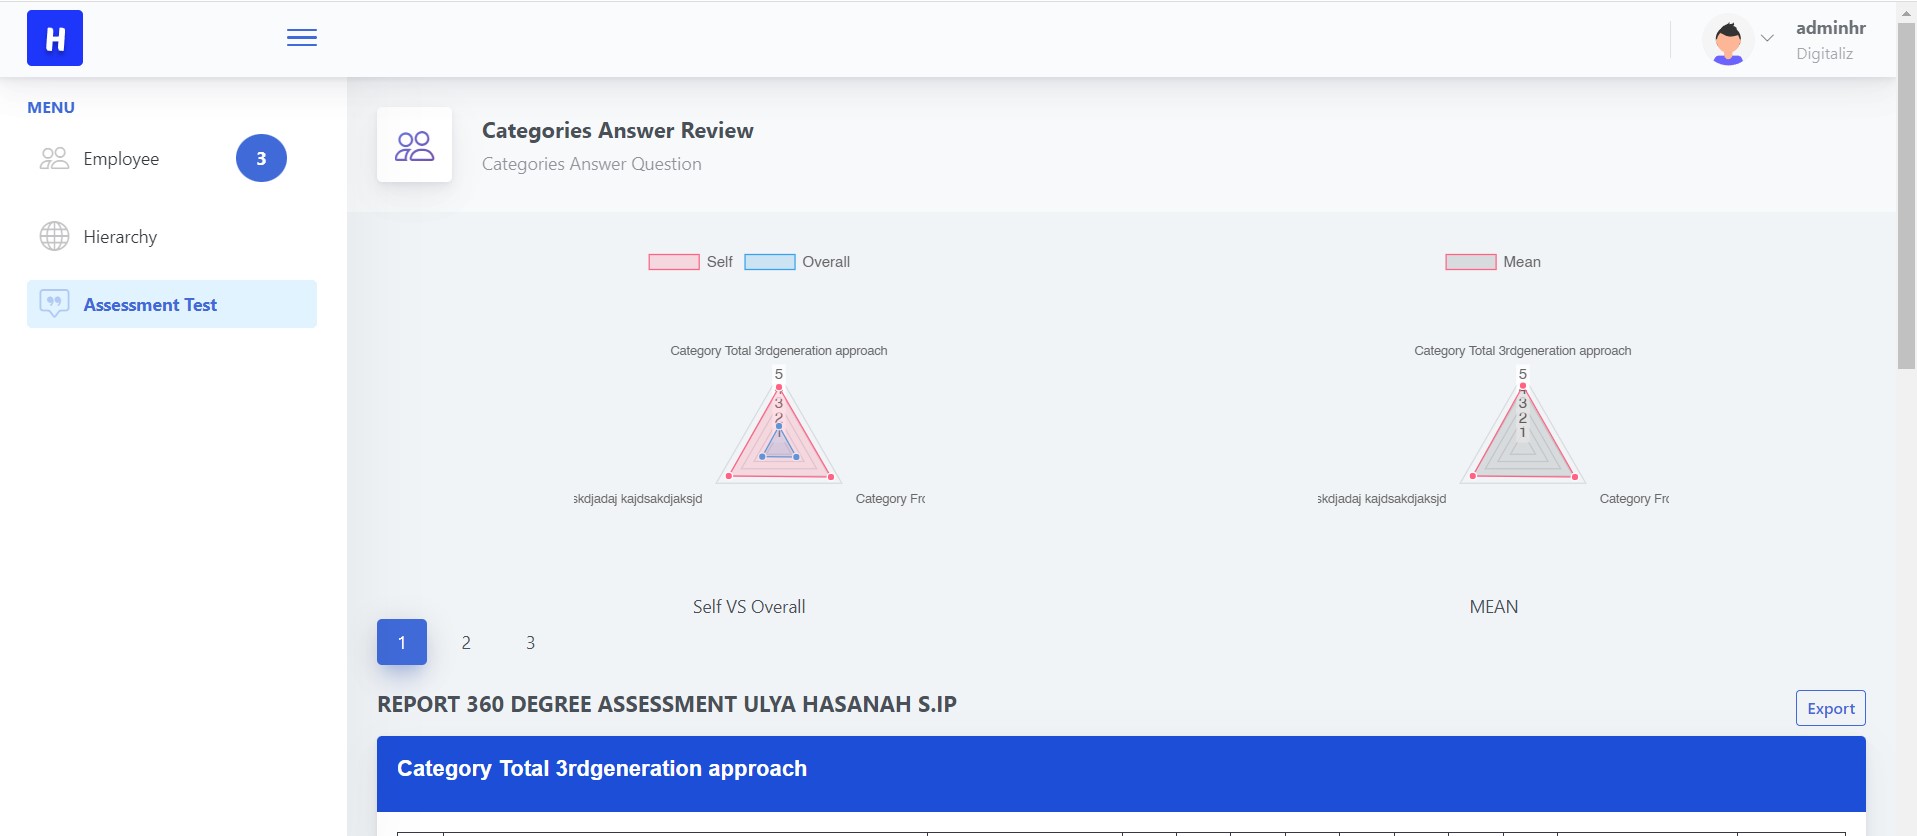 H
adminhr
Digitaliz
MENU
Employee
3
Hierarchy
Assessment Test
Categories Answer Review
Categories Answer Question
Self
Overall
Category Total 3rdgeneration approach
5
3
2
1
skdjadaj kajdsakdjaksjd
Category Fro
Self VS Overall
Mean
Category Total 3rdgeneration approach
5
3
2
1
skdjadaj kajdsakdjaksjd
Category Fro
MEAN
1 2 3
REPORT 360 DEGREE ASSESSMENT ULYA HASANAH S.IP
Export
Category Total 3rdgeneration approach